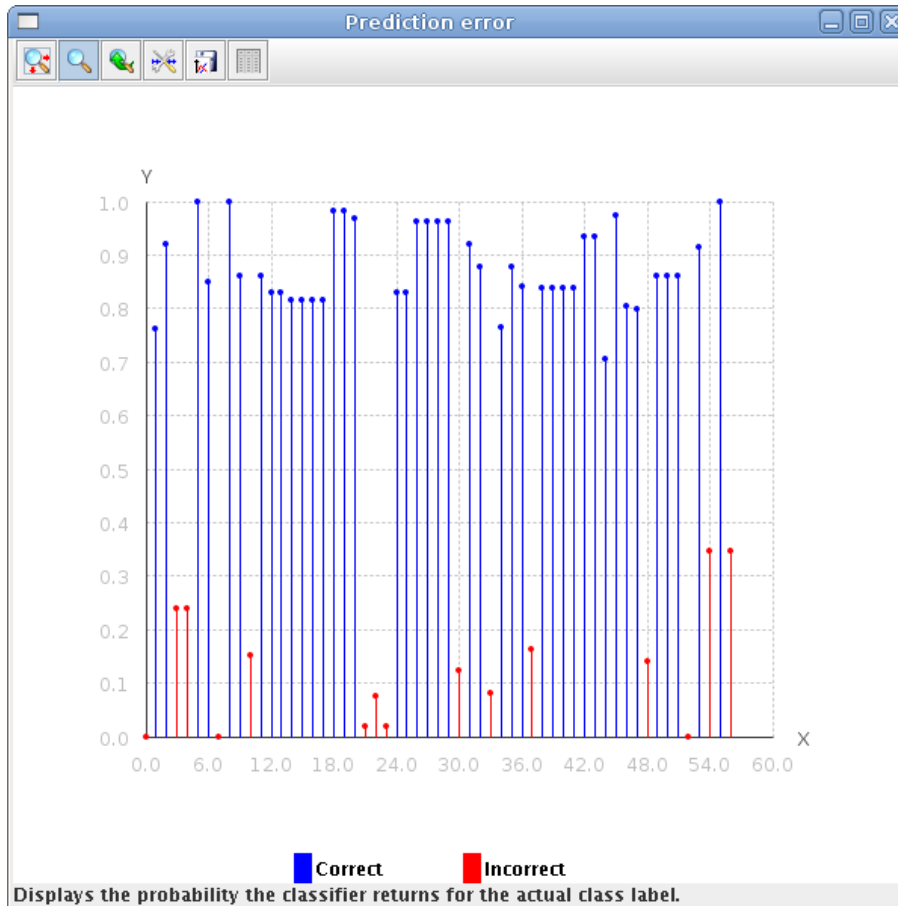 Prediction error
Y
1.0
0.9
0.8
0.7
0.6
0.5
0.4
0.3
0.2
0.1
0.0
X
0.0 6.0 12.0 18.0 24.0 30.0 36.0 42.0 48.0 54.0 60.0
Correct Incorrect
Displays the probability the classifier returns for the actual class label.